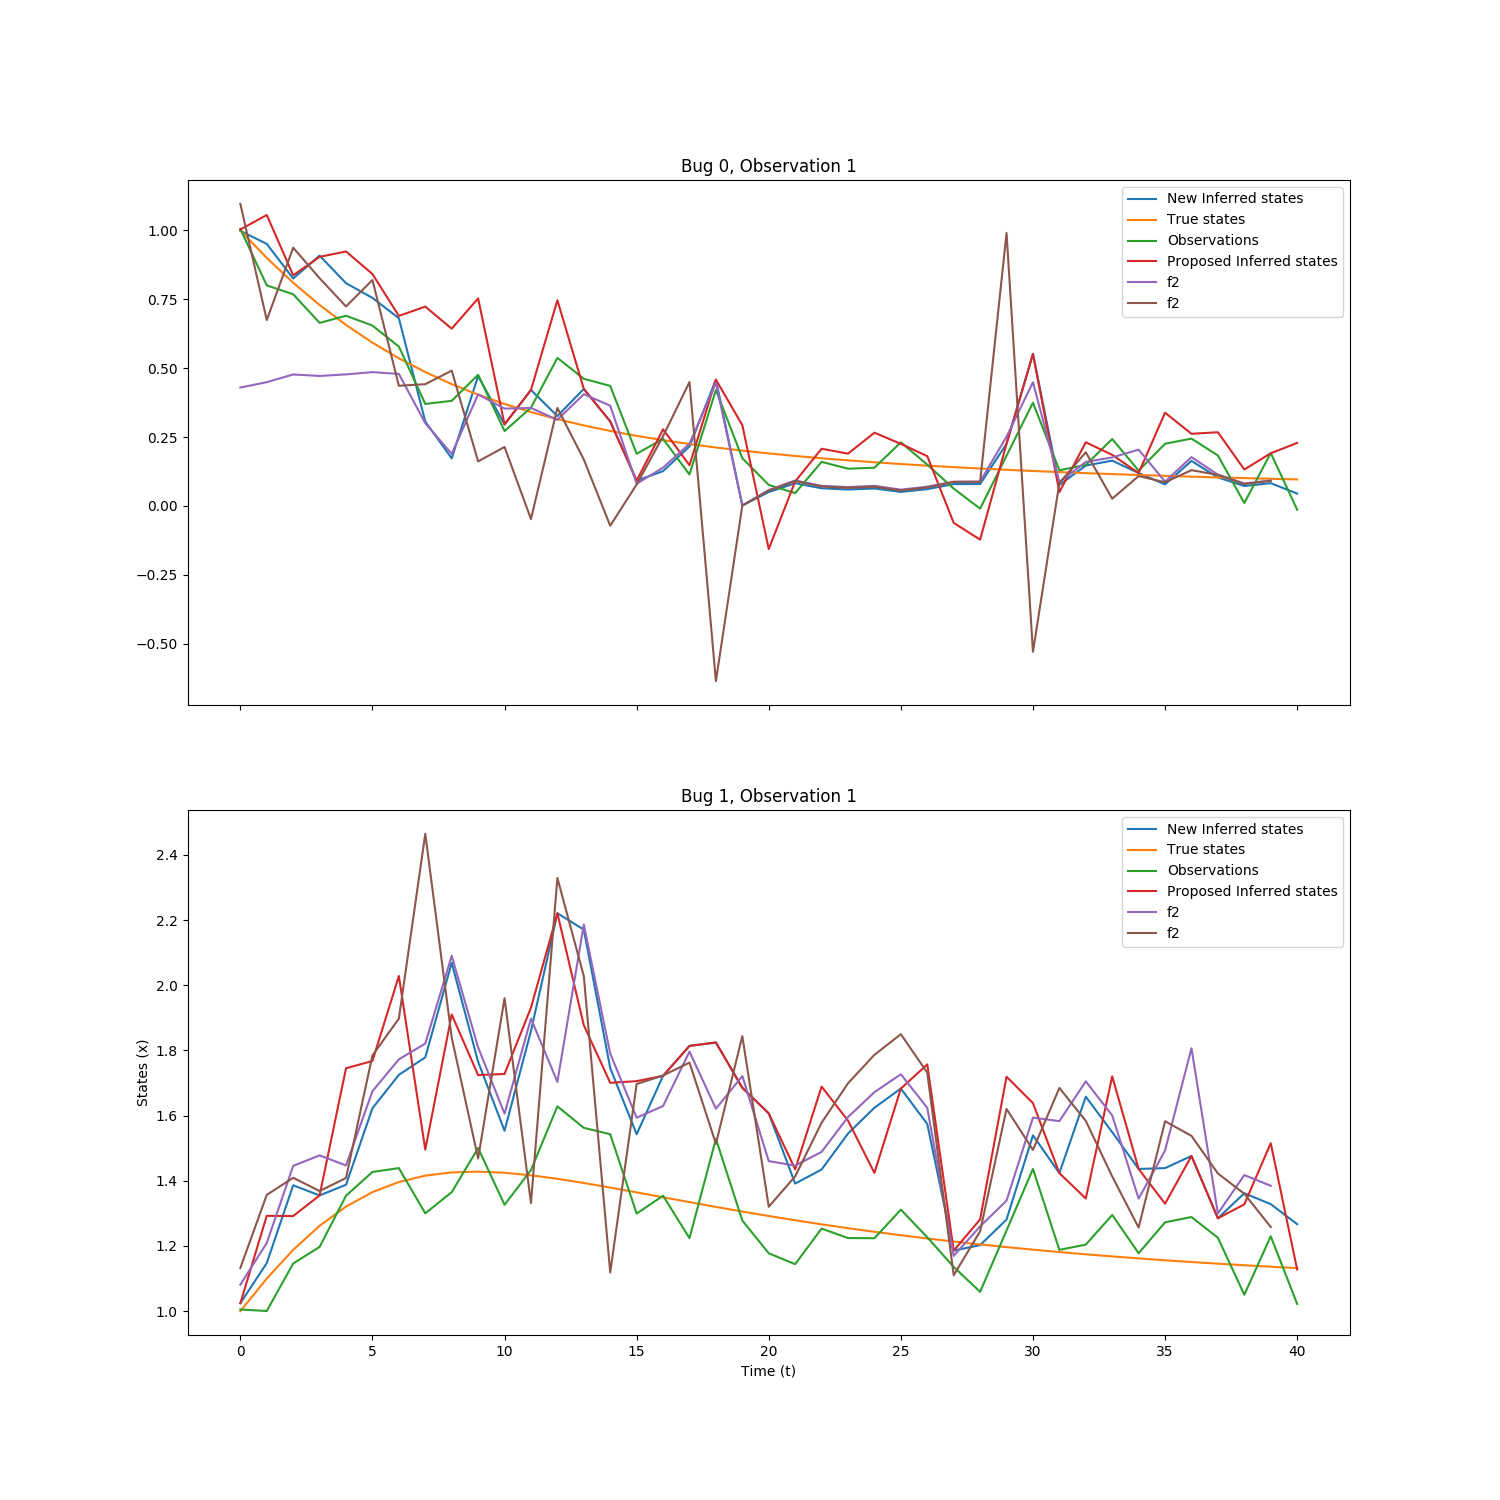 Bug 0, Observation 1
New Inferred states
True states
Observations
Proposed Inferred states
f2
f2
1.00
0.75
0.50
0.25
0.00
−0.25
−0.50
Bug 1, Observation 1
New Inferred states
True states
Observations
Proposed Inferred states
f2
f2
2.4
2.2
2.0
1.8
1.6
1.4
1.2
1.0
States (x)
0 5 10 15 20 25 30 35 40
Time (t)